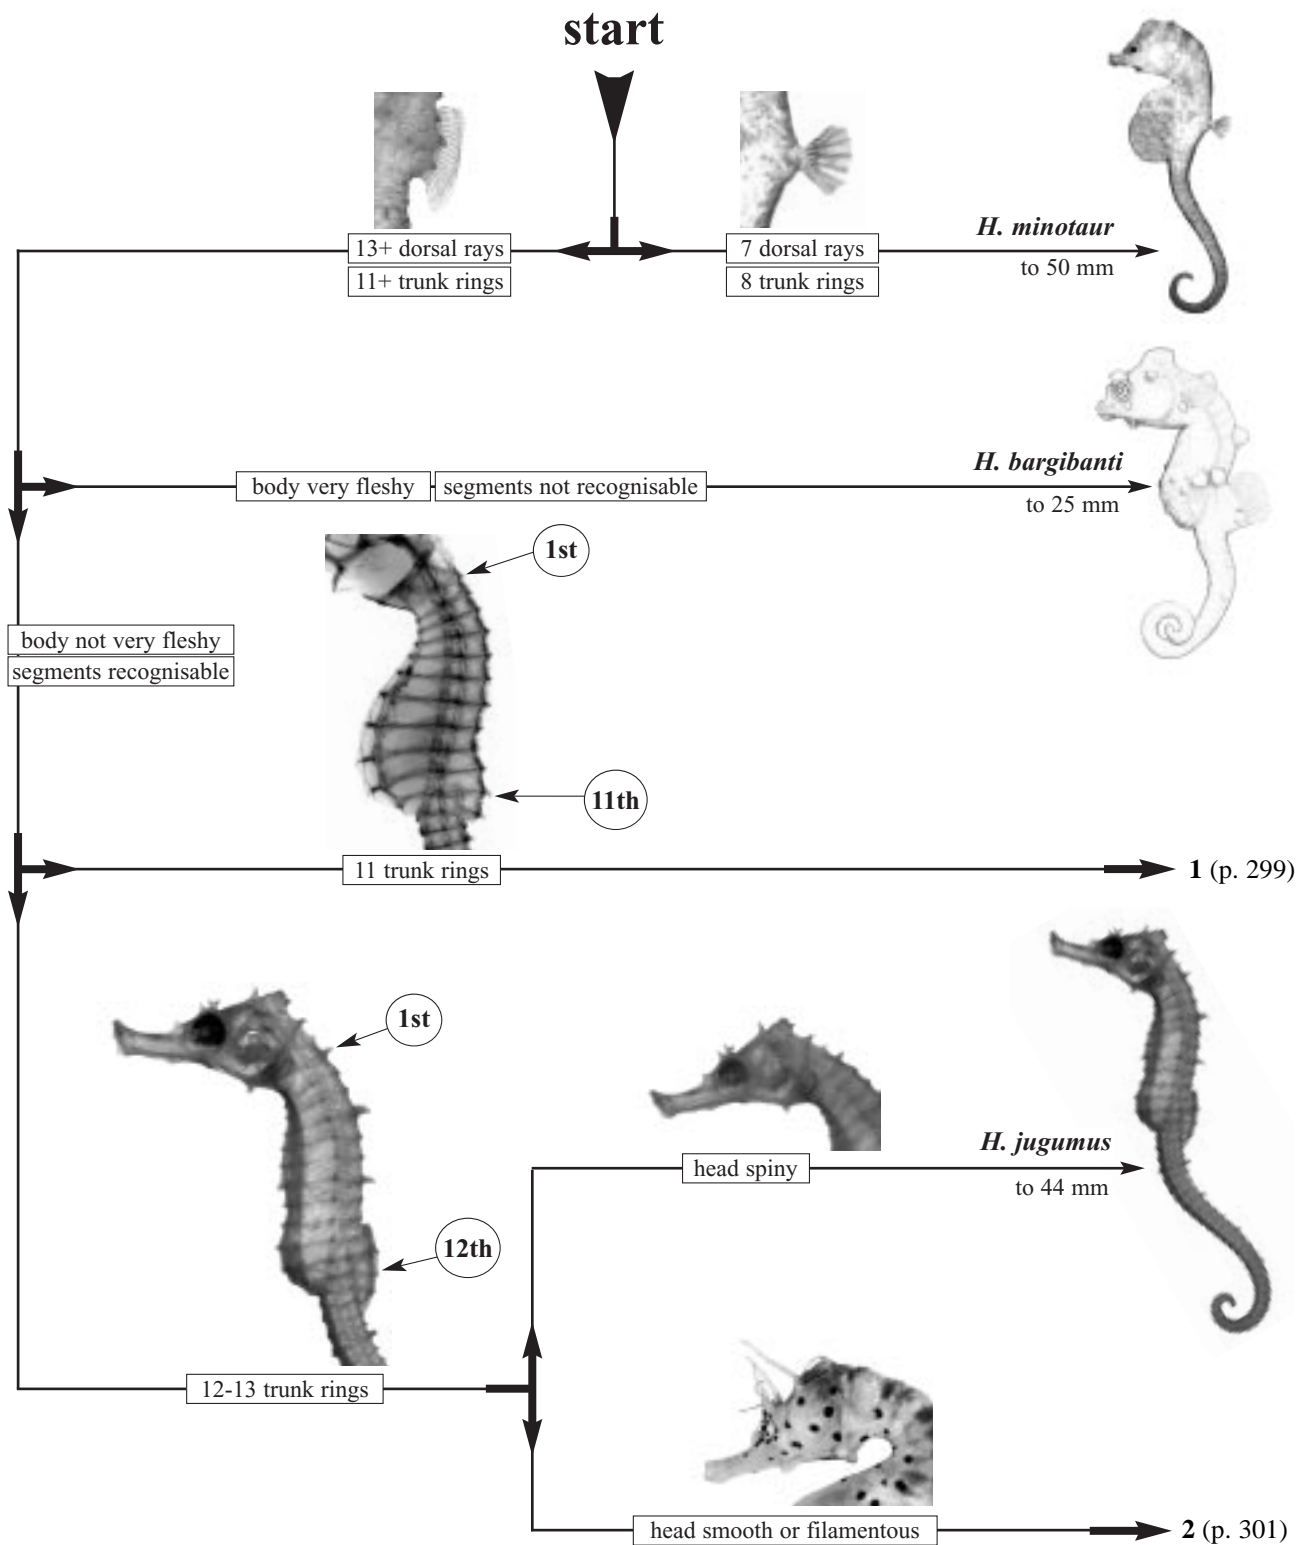 start
13+ dorsal rays
11+ trunk rings
7 dorsal rays
8 trunk rings
H. minotaur
to 50 mm
body very fleshy
segments not recognisable
H. bargibanti
to 25 mm
1st
body not very fleshy
segments recognisable
11th
11 trunk rings
1 (p. 299)
1st
12th
head spiny
H. jugumus
to 44 mm
12-13 trunk rings
head smooth or filamentous
2 (p. 301)